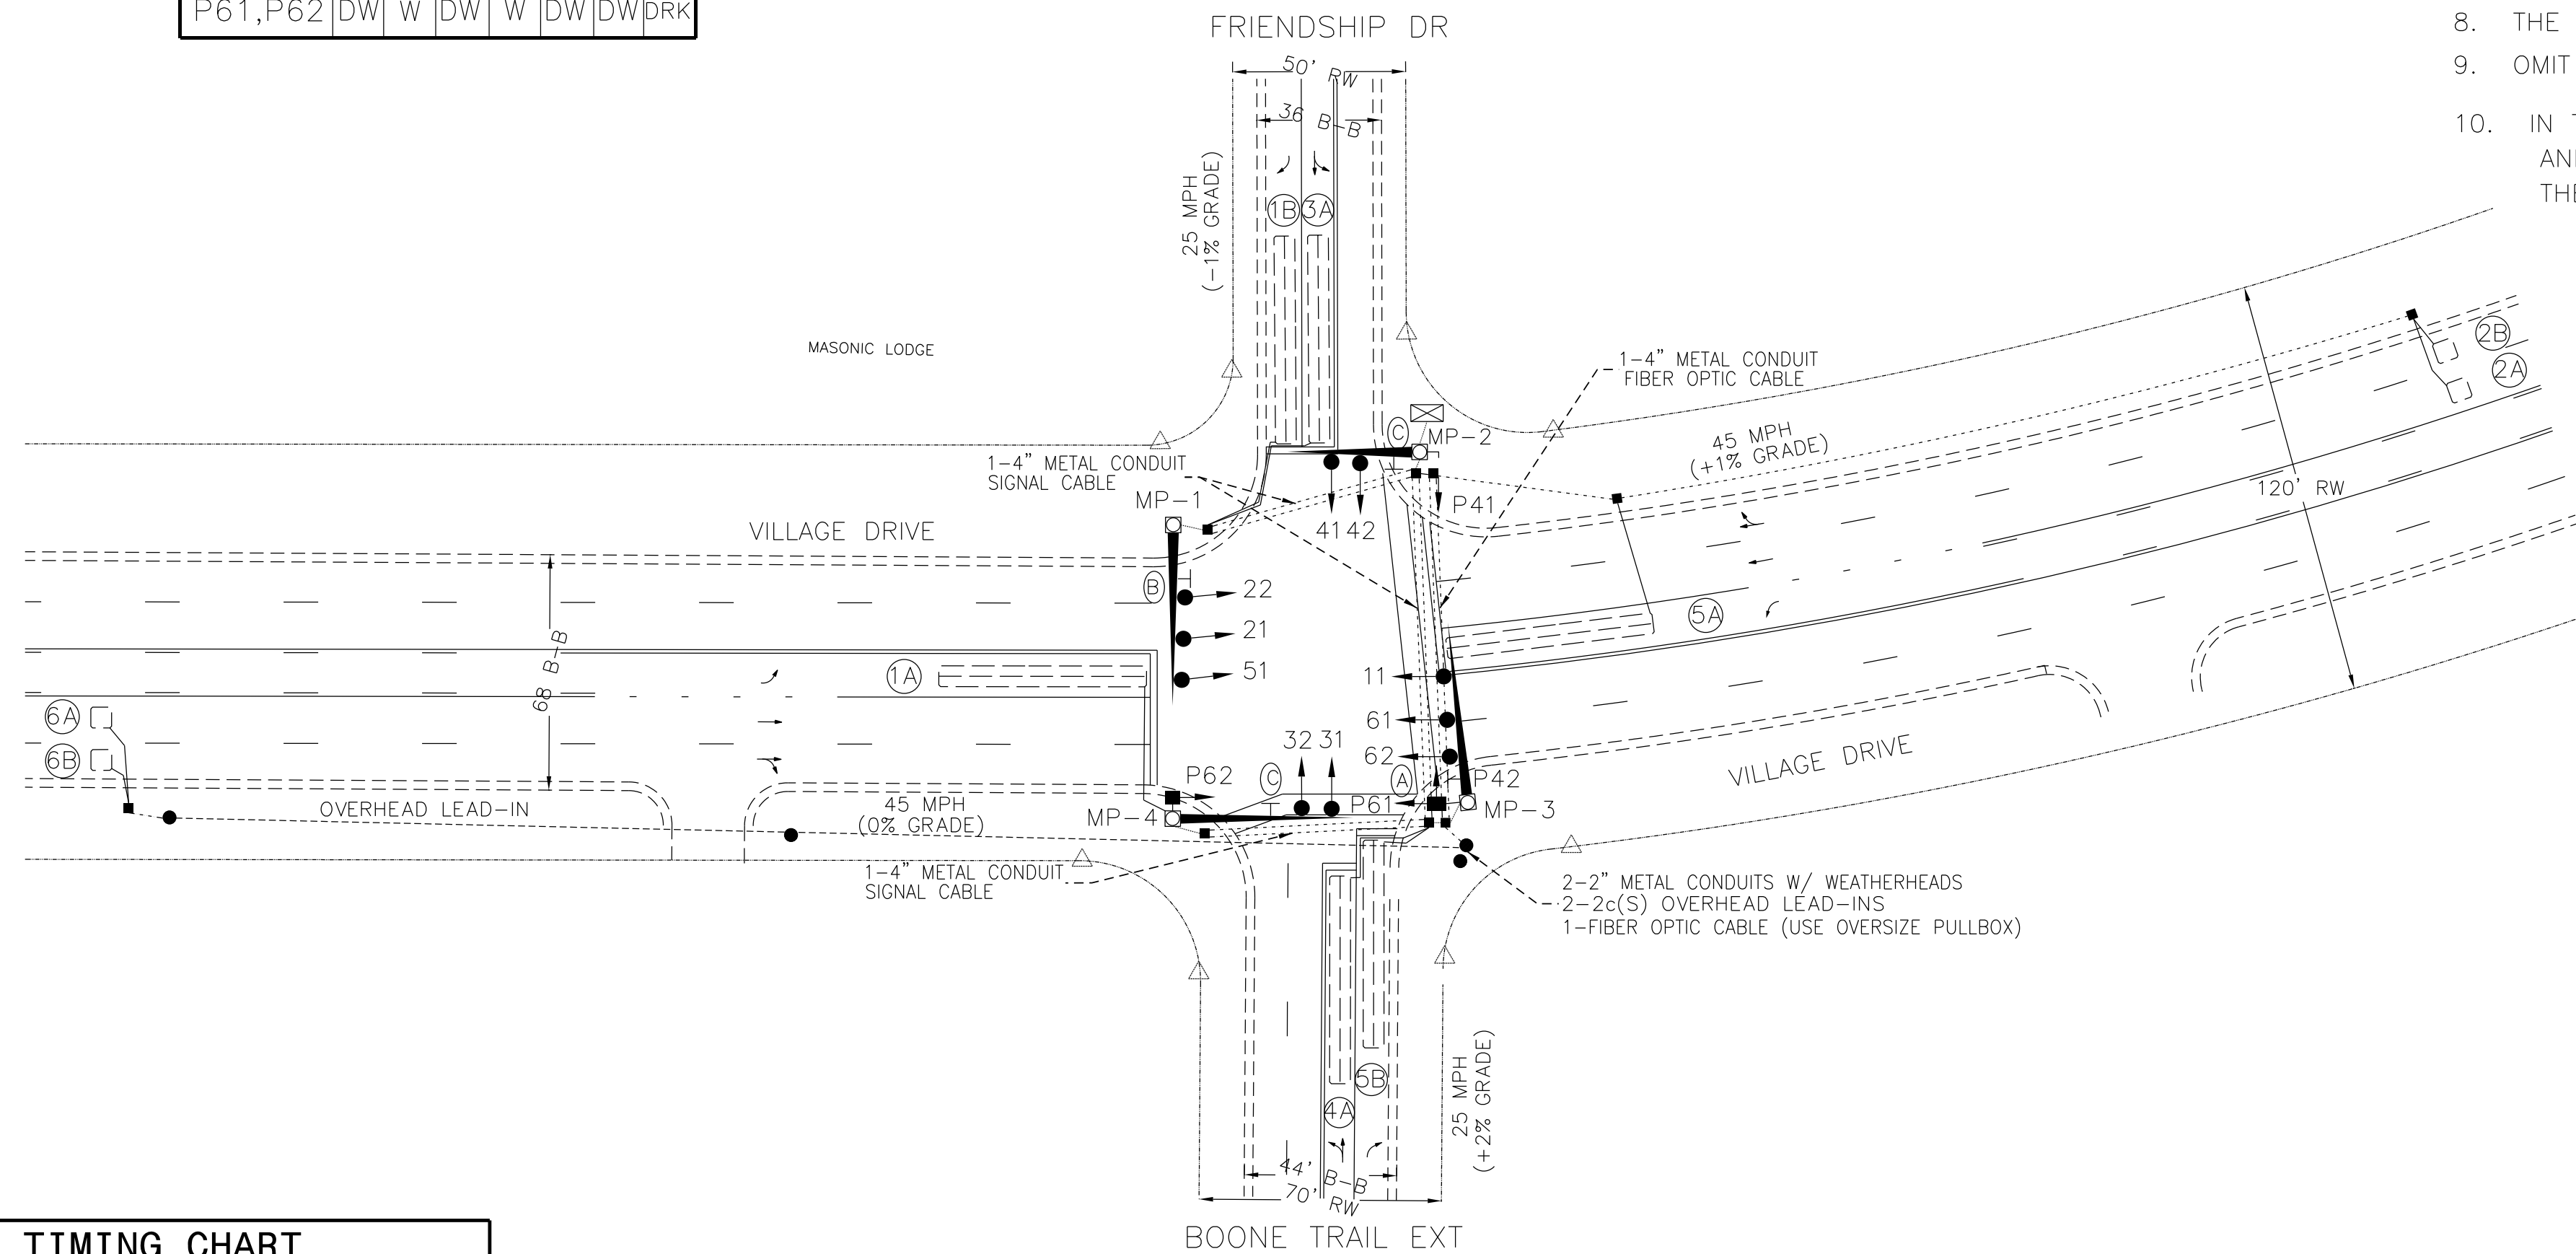 P61,P62 DW W DW W DW DW DRK
FRIENDSHIP DR
50' RW
36 B-B
8. THE
9. OMIT
10. IN T
AN
THE
25 MPH
(-1% GRADE)
1B 3A
MASONIC LODGE
1-4" METAL CONDUIT
FIBER OPTIC CABLE
2B
2A
C MP-2
45 MPH
(+1% GRADE)
1-4" METAL CONDUIT
SIGNAL CABLE
MP-1
120' RW
P41
41 42
VILLAGE DRIVE
B
22
21
51
5A
68 B-B
1A
11
61
62
6A
6B
32 31
P62
C
A
P42
P61
MP-3
MP-4
VILLAGE DRIVE
OVERHEAD LEAD-IN
45 MPH
(0% GRADE)
1-4" METAL CONDUIT
SIGNAL CABLE
2-2" METAL CONDUITS W/ WEATHERHEADS
2-2c(S) OVERHEAD LEAD-INS
1-FIBER OPTIC CABLE (USE OVERSIZE PULLBOX)
5B
4A
25 MPH
(+2% GRADE)
44' B-B
70' RW
BOONE TRAIL EXT
TIMING CHART